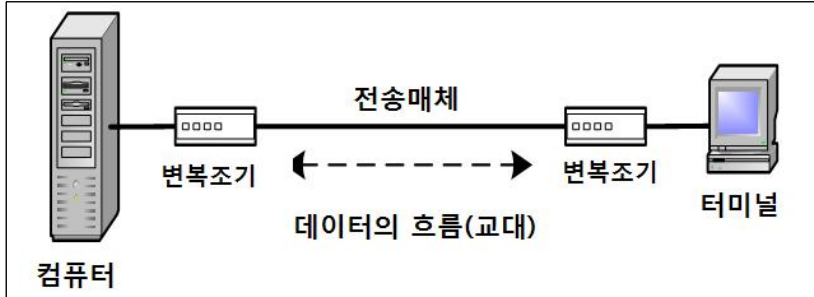 전송매체
변복조기
변복조기
데이터의 흐름(교대)
터미널
컴퓨터